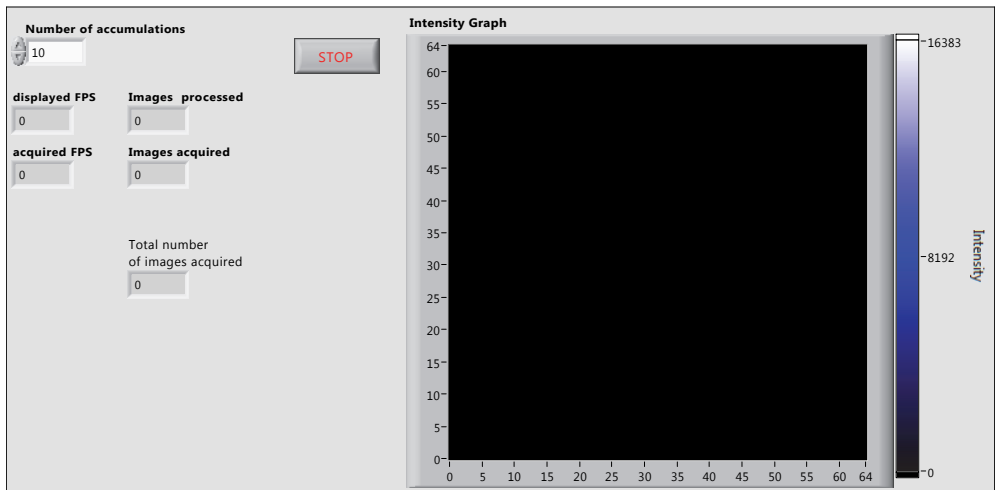 Number of accumulations
10
STOP
displayed FPS
Images processed
0
0
acquired FPS
Images acquired
0
0
Total number
of images acquired
0
Intensity Graph
64
60
55
50
45
40
35
30
25
20
15
10
5
0
0 5 10 15 20 25 30 35 40 45 50 55 60 64
16383
8192
0
Intensity